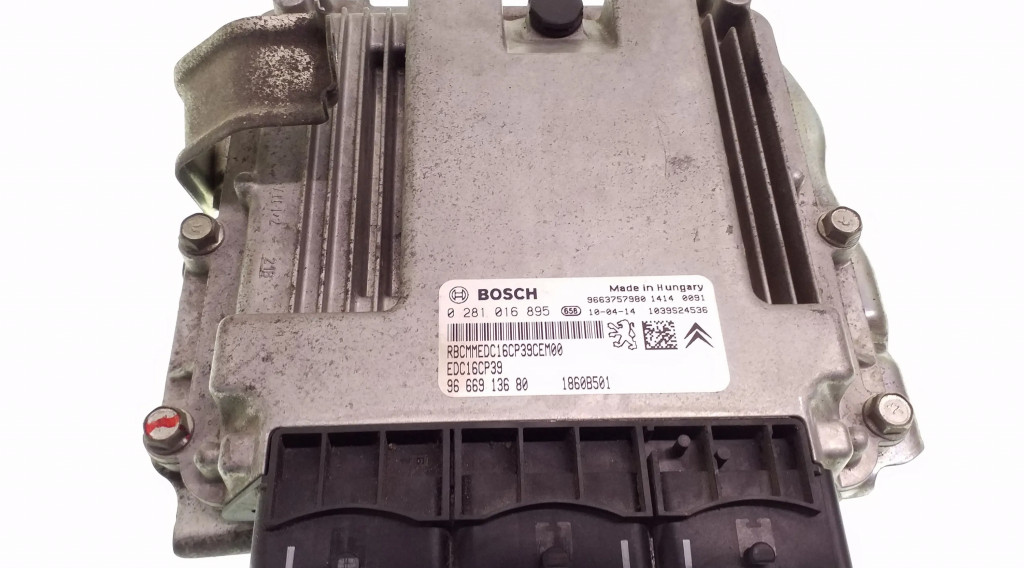 BOSCH
Made in Hungary
9663757980 1414 0091
0 281 016 895 658 10-04-14 1039S24536
RBCMMEDC16CP39CEM00
EDC16CP39
96 669 136 80 1860B501